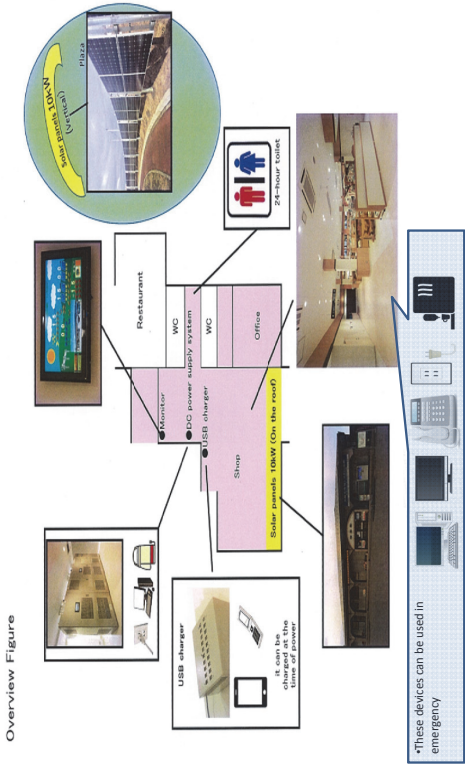 Overview Figure
Solar panels 10kW
(Vertical)
Plaza
Restaurant
WC
WC
Office
24-hour toilet
Monitor
DC power supply system
USB charger
Shop
Solar panels 10kW (On the roof)
USB charger
it can be
charged at the
time of power
•These devices can be used in
emergency